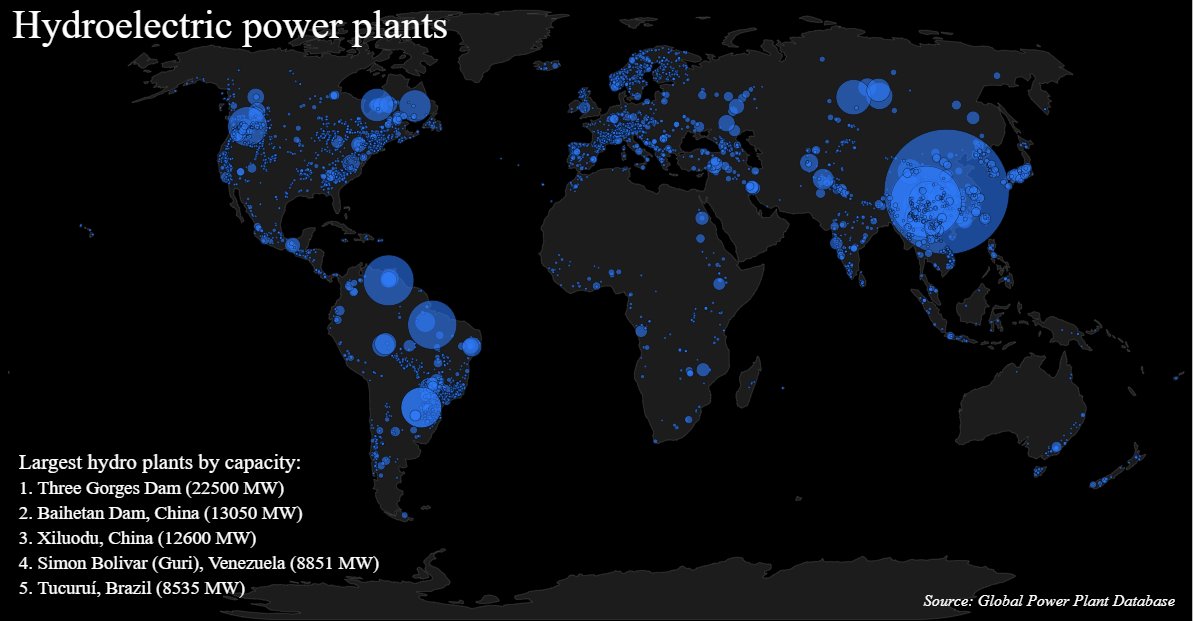 Hydroelectric power plants
Largest hydro plants by capacity:
1. Three Gorges Dam (22500 MW)
2. Baihetan Dam, China (13050 MW)
3. Xiluodu, China (12600 MW)
4. Simon Bolivar (Guri), Venezuela (8851 MW)
5. Tucuruí, Brazil (8535 MW)
Source: Global Power Plant Database